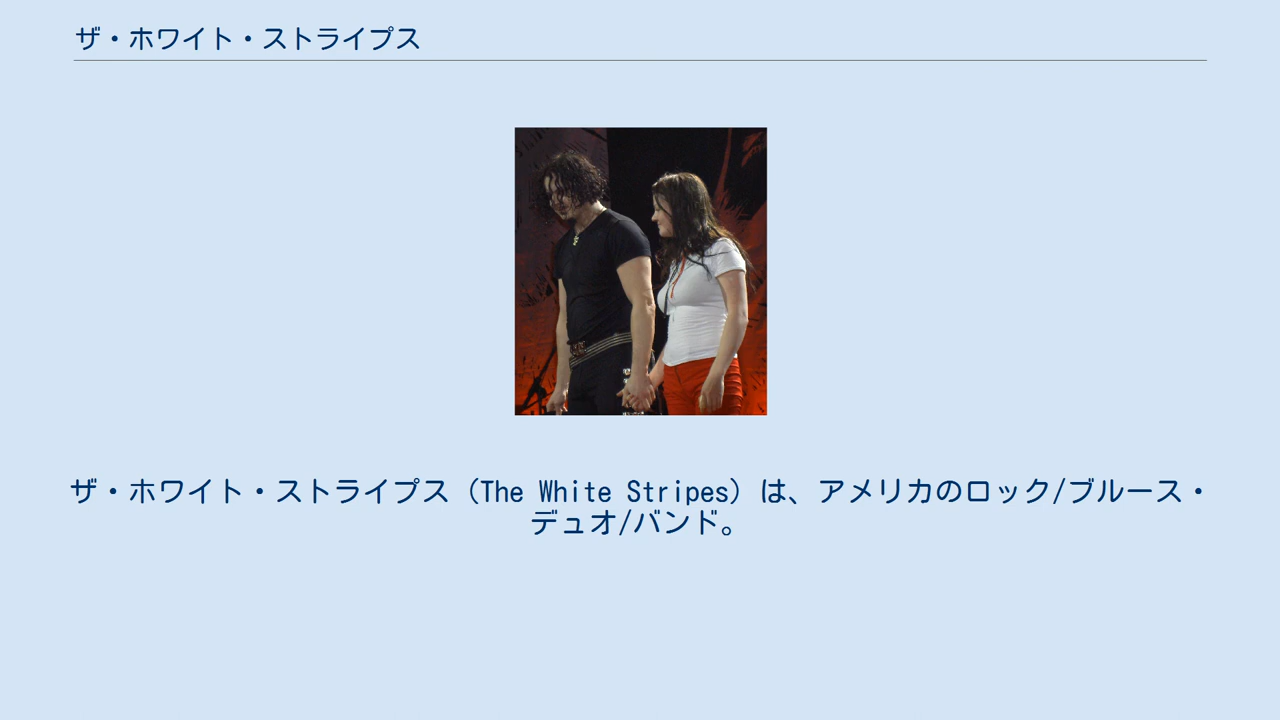 ザ・ホワイト・ストライプス
ザ・ホワイト・ストライプス（The White Stripes）は、アメリカのロック/ブルース・
デュオ/バンド。